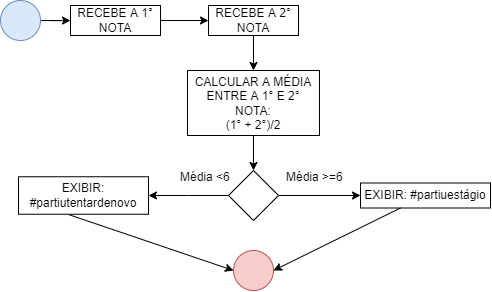 RECEBE A 1°
NOTA
RECEBE A 2°
NOTA
CALCULAR A MÉDIA
ENTRE A 1° E 2°
NOTA:
(1° + 2°)/2
Média <6
Média >=6
EXIBIR:
#partiutentardenovo
EXIBIR: #partiuestágio